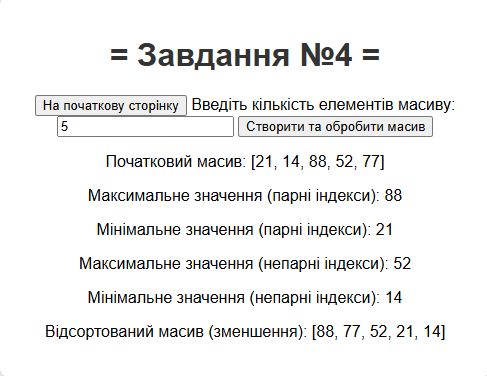 = Завдання №4 =
На початкову сторінку Введіть кількість елементів масиву:
5 Створити та обробити масив
Початковий масив: [21, 14, 88, 52, 77]
Максимальне значення (парні індекси): 88
Мінімальне значення (парні індекси): 21
Максимальне значення (непарні індекси): 52
Мінімальне значення (непарні індекси): 14
Відсортований масив (зменшення): [88, 77, 52, 21, 14]